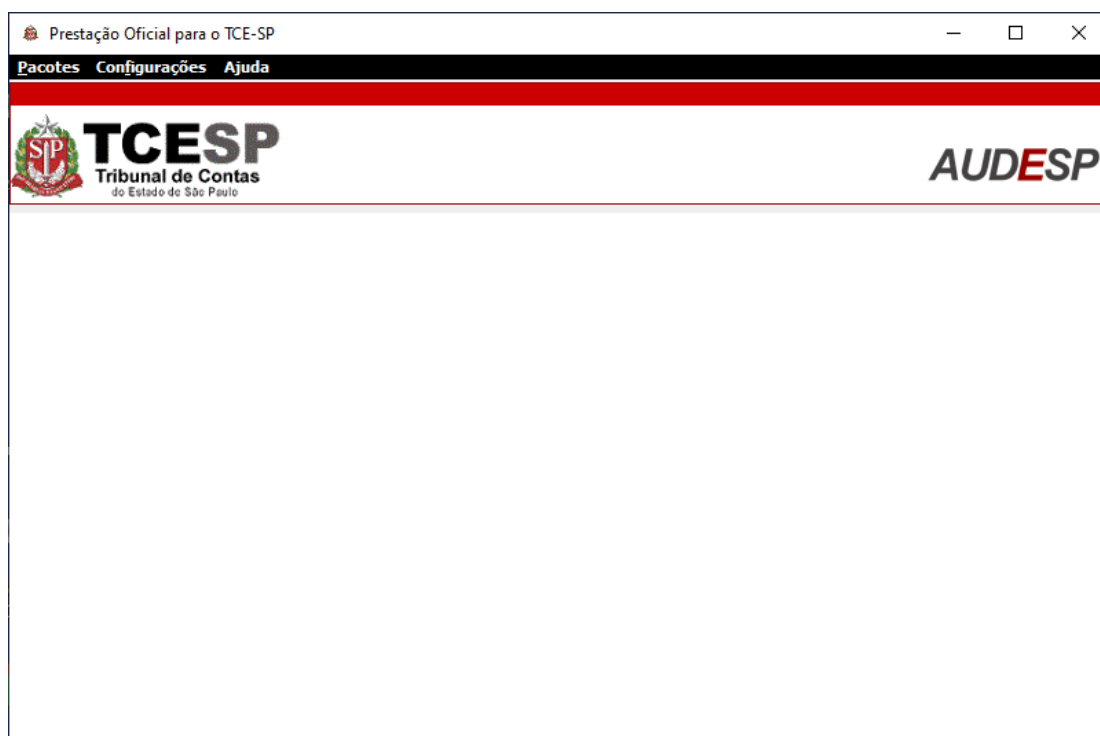 Prestação Oficial para o TCE-SP
Pacotes Configurações Ajuda
SP
TCESP
Tribunal de Contas
do Estado de São Paulo
AUDESP